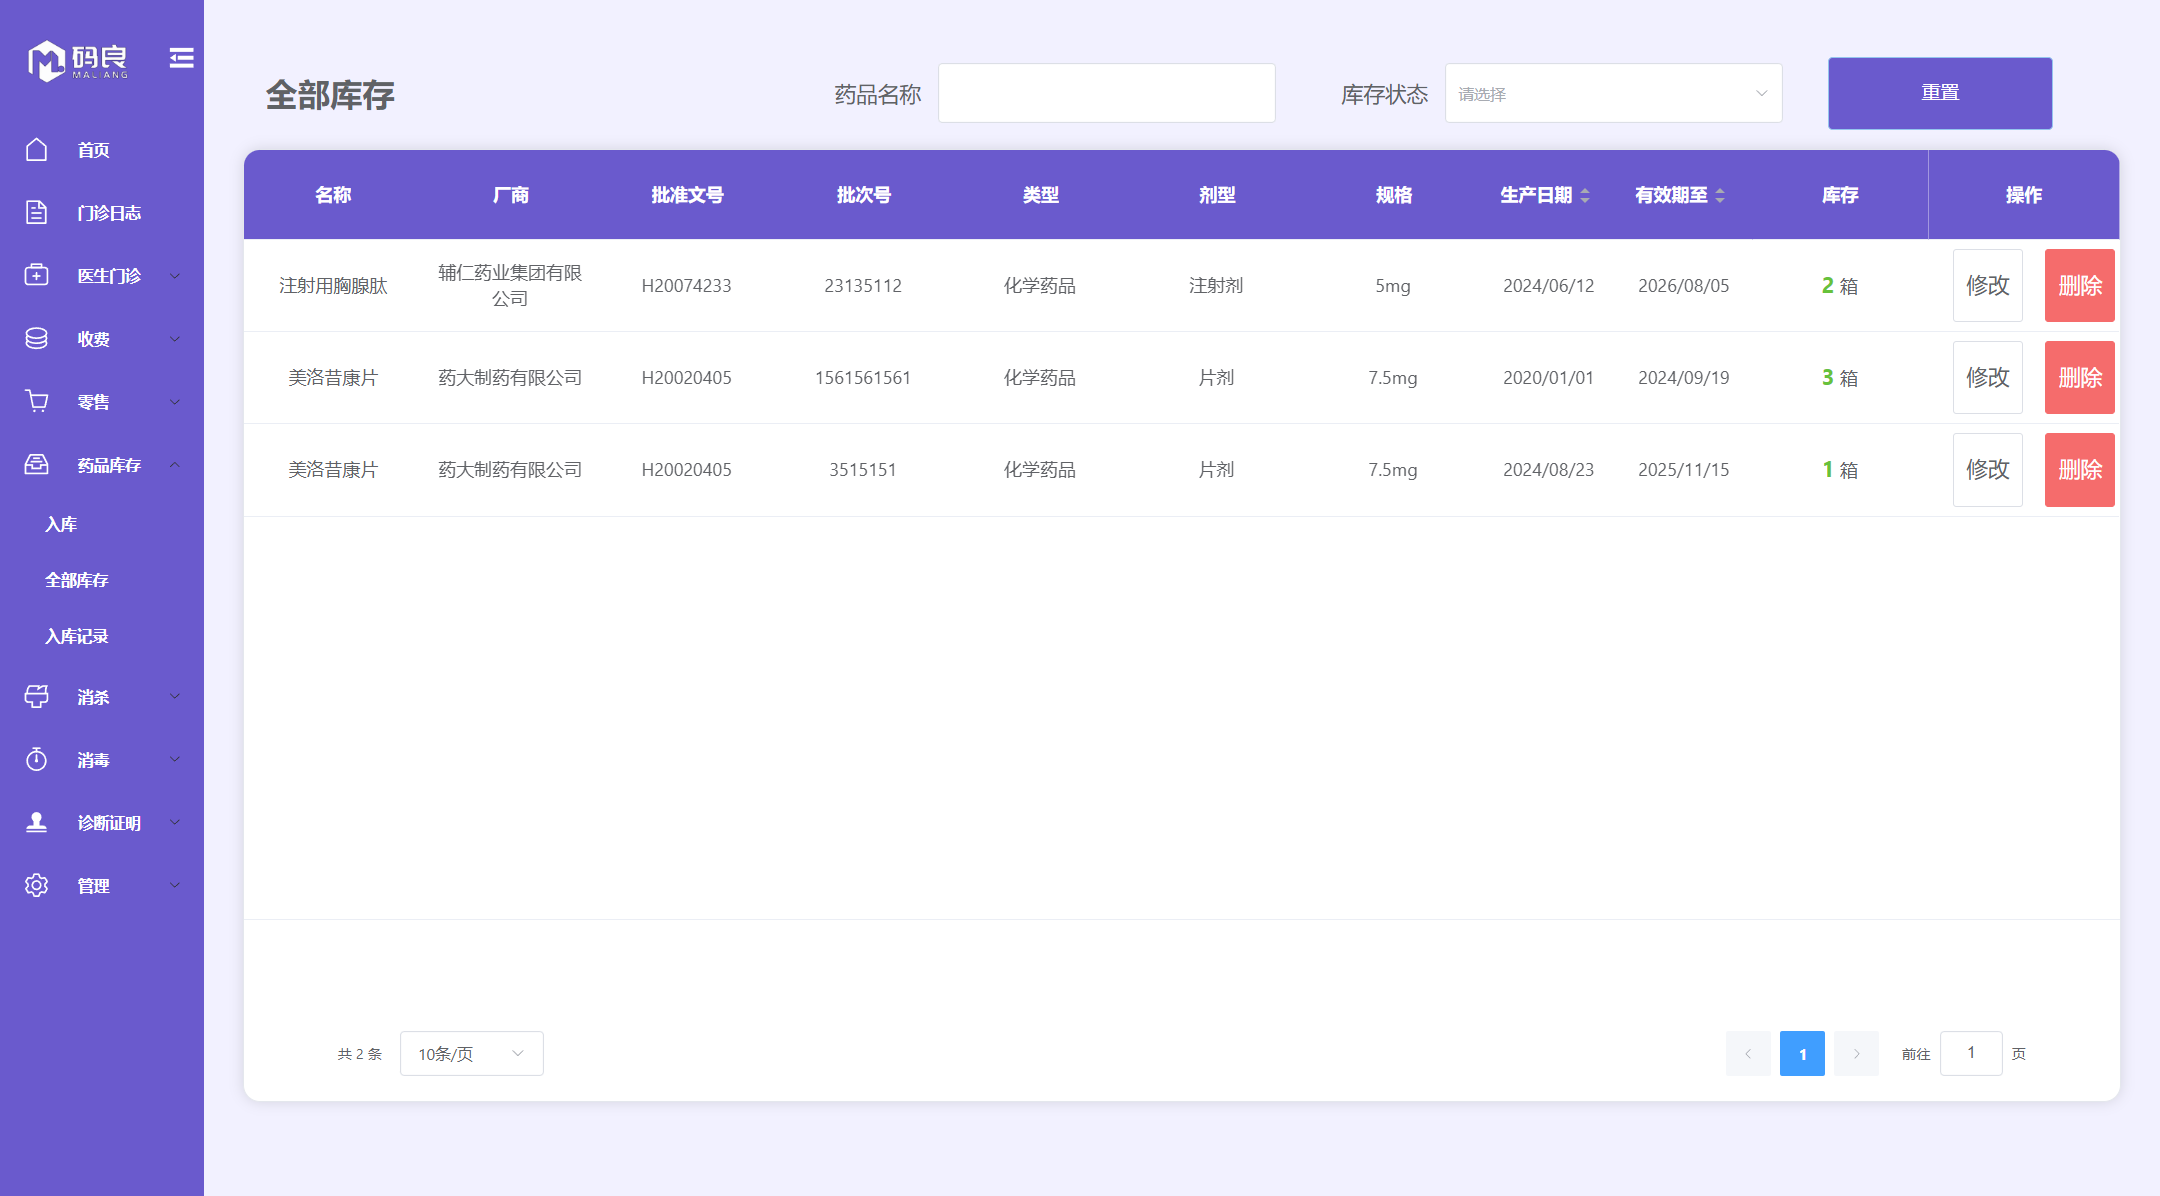 码良
MALIANG
首页
门诊日志
医生门诊
收费
零售
药品库存
入库
全部库存
入库记录
消杀
消毒
诊断证明
管理
全部库存 药品名称 库存状态 请选择 重置
名称 厂商 批准文号 批次号 类型 剂型 规格 生产日期 有效期至 库存 操作
注射用胸腺肽 辅仁药业集团有限公司 H20074233 23135112 化学药品 注射剂 5mg 2024/06/12 2026/08/05 2 箱 修改 删除
美洛昔康片 药大制药有限公司 H20020405 1561561561 化学药品 片剂 7.5mg 2020/01/01 2024/09/19 3 箱 修改 删除
美洛昔康片 药大制药有限公司 H20020405 3515151 化学药品 片剂 7.5mg 2024/08/23 2025/11/15 1 箱 修改 删除
共 2 条 10条/页 1 前往 1 页